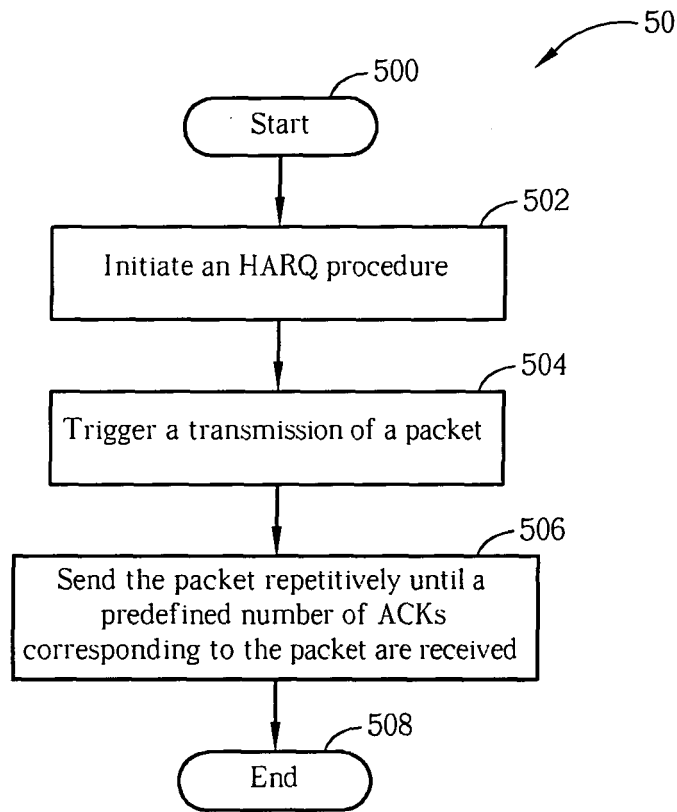 50
500
Start
502
Initiate an HARQ procedure
504
Trigger a transmission of a packet
506
Send the packet repetitively until a
predefined number of ACKs
corresponding to the packet are received
508
End